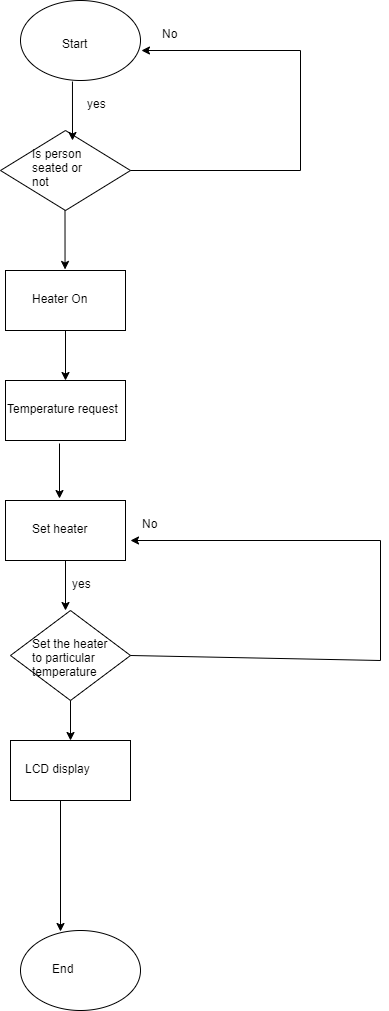 No
Start
yes
Is person
seated or
not
Heater On
Temperature request
No
Set heater
yes
Set the heater
to particular
temperature
LCD display
End